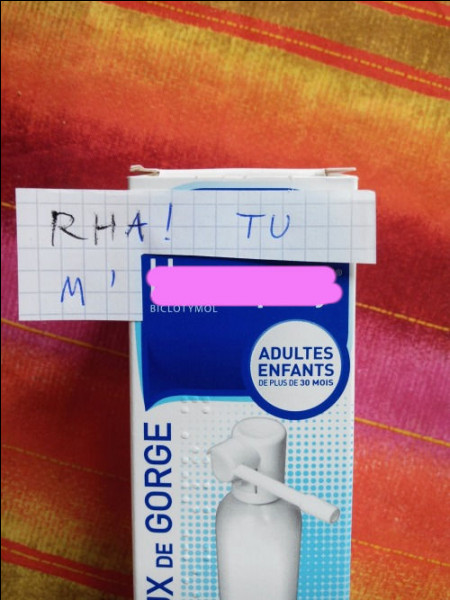 RHA! TU
M'
BICLOTYMOL
ADULTES
ENFANTS
DE PLUS DE 30 MOIS
DE GORGE